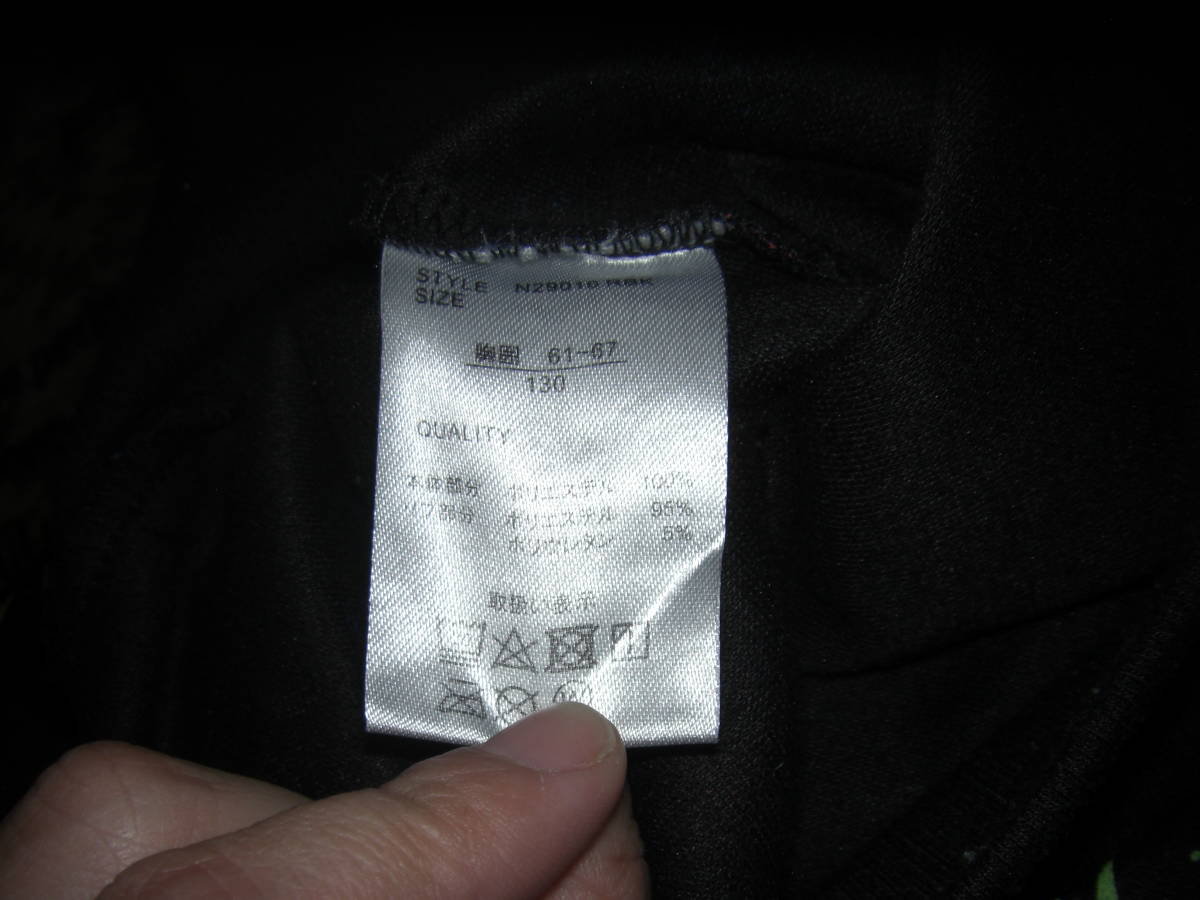 STYLE N29016 RBK
SIZE
胸囲 61-67
130
QUALITY
本体部分 ポリエステル 100%
リブ部分 ポリエステル 95%
ポリウレタン 5%
取扱い表示